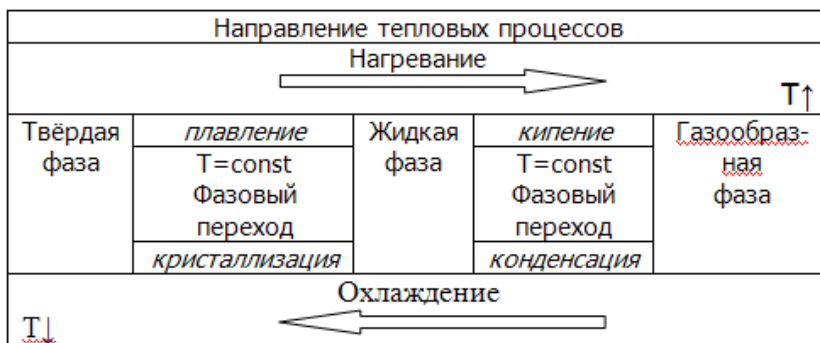 Направление тепловых процессов
Нагревание
T↑
Твёрдая фаза
плавление
T=const
Фазовый
переход
кристаллизация
Жидкая
фаза
кипение
T=const
Фазовый
переход
конденсация
Газообраз-
ная
фаза
Охлаждение
T↓